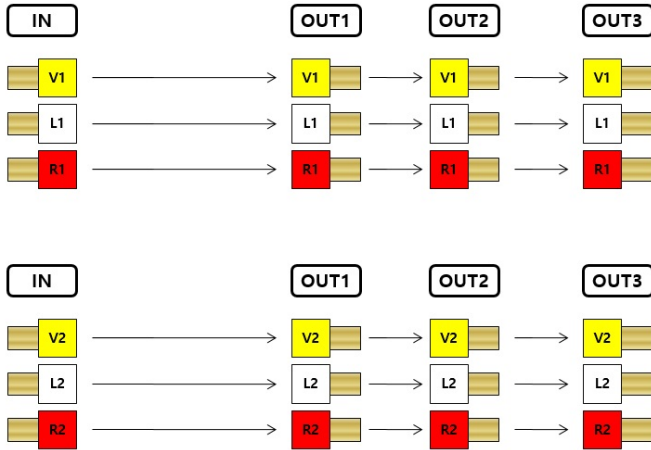 IN OUT1 OUT2 OUT3
V1 V1 V1 V1
L1 L1 L1 L1
R1 R1 R1 R1
IN OUT1 OUT2 OUT3
V2 V2 V2 V2
L2 L2 L2 L2
R2 R2 R2 R2